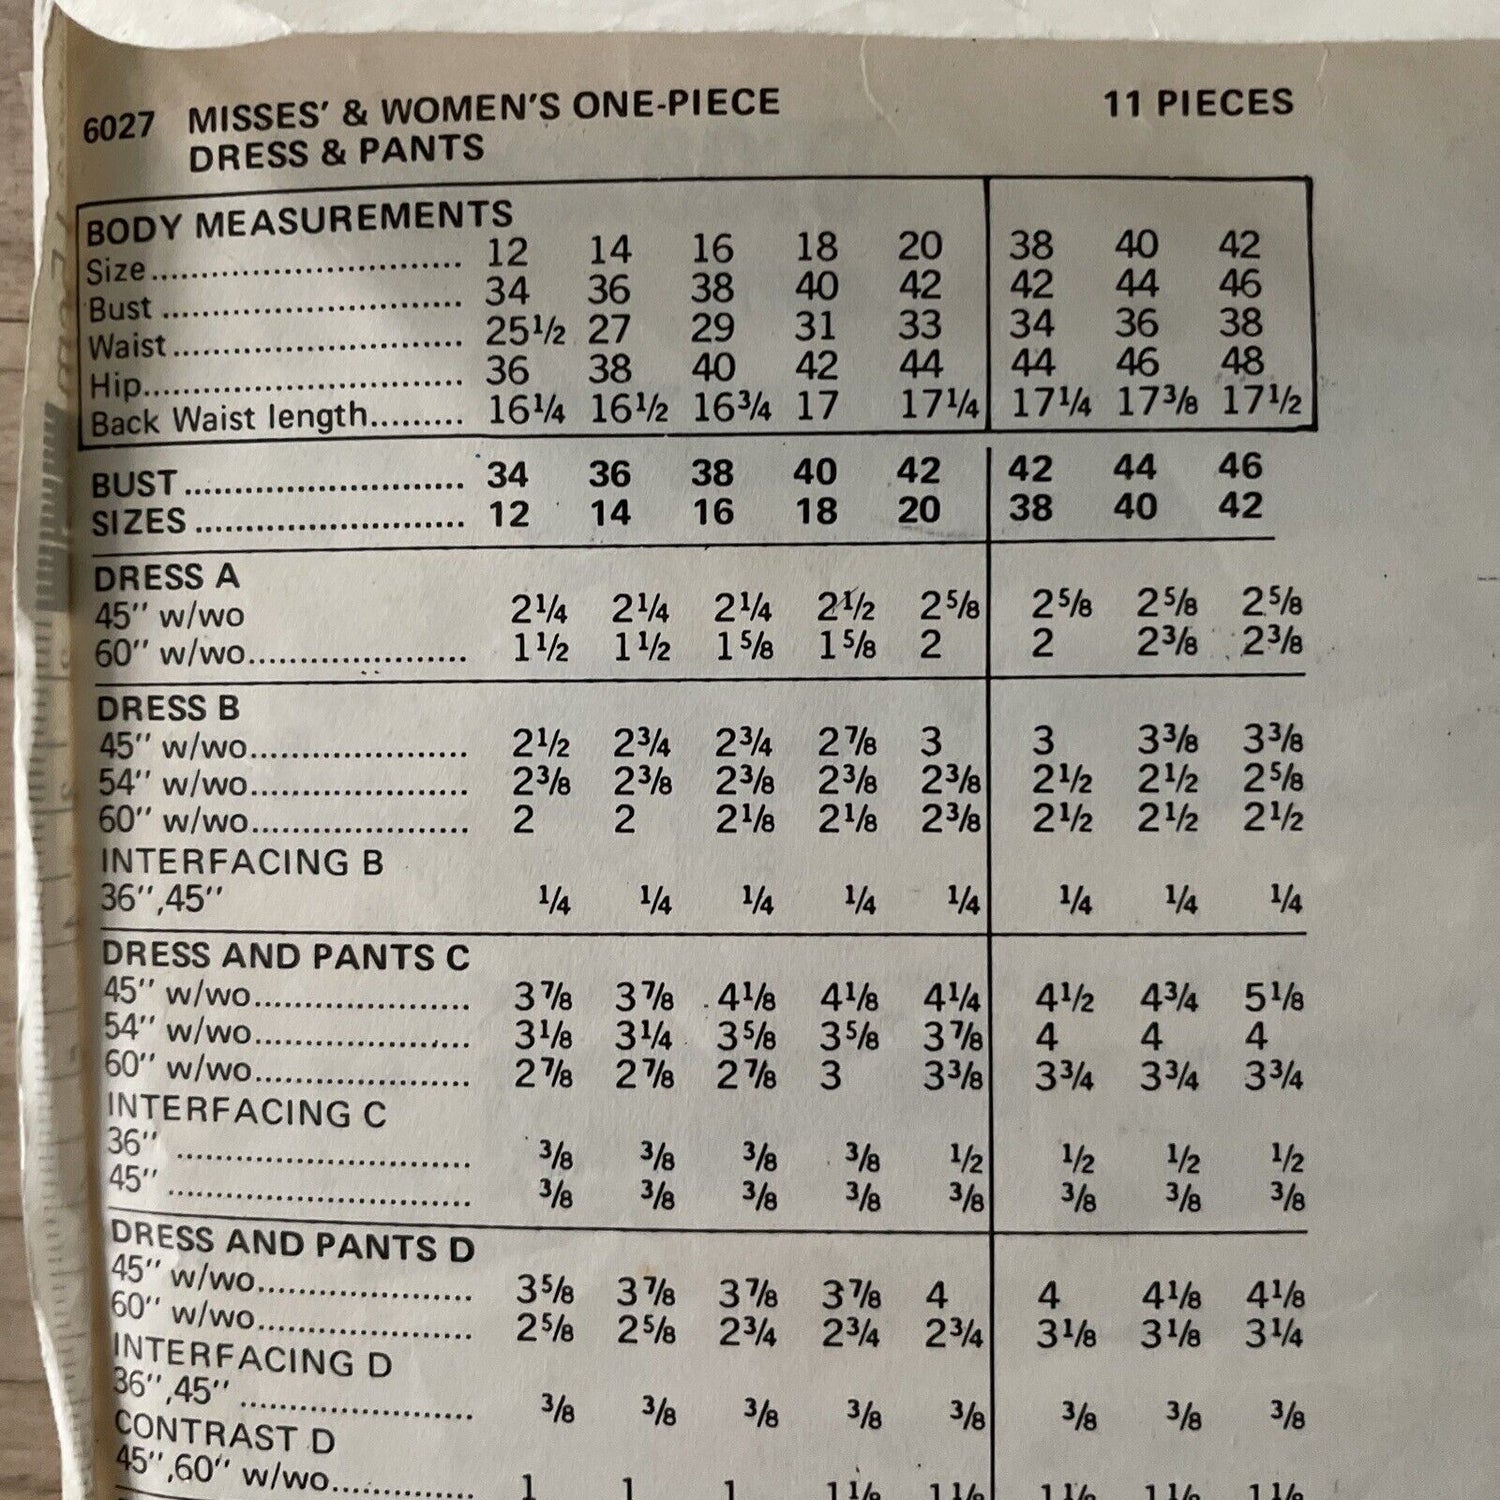 6027 MISSES' & WOMEN'S ONE-PIECE 11 PIECES
DRESS & PANTS
BODY MEASUREMENTS
Size.............................. 12 14 16 18 20 38 40 42
Bust ............................. 34 36 38 40 42 42 44 46
Waist............................ 25½ 27 29 31 33 34 36 38
Hip............................... 36 38 40 42 44 44 46 48
Back Waist length......... 16¼ 16½ 16¾ 17 17¼ 17¼ 17⅜ 17½
BUST........................... 34 36 38 40 42 42 44 46
SIZES .......................... 12 14 16 18 20 38 40 42
DRESS A
45" w/wo 2¼ 2¼ 2¼ 2½ 2⅝ 2⅝ 2⅝ 2⅝
60" w/wo..................... 1½ 1½ 1⅝ 1⅝ 2 2 2⅜ 2⅜
DRESS B
45" w/wo..................... 2½ 2¾ 2¾ 2⅞ 3 3 3⅜ 3⅜
54" w/wo..................... 2⅜ 2⅜ 2⅜ 2⅜ 2⅜ 2½ 2½ 2⅝
60" w/wo..................... 2 2 2⅛ 2⅛ 2⅜ 2½ 2½ 2½
INTERFACING B
36",45" ¼ ¼ ¼ ¼ ¼ ¼ ¼ ¼
DRESS AND PANTS C
45" w/wo..................... 3⅞ 3⅞ 4⅛ 4⅛ 4¼ 4½ 4¾ 5⅛
54" w/wo..................... 3⅛ 3¼ 3⅝ 3⅝ 3⅞ 4 4 4
60" w/wo..................... 2⅞ 2⅞ 2⅞ 3 3⅜ 3¾ 3¾ 3¾
INTERFACING C
36" ............................. ⅜ ⅜ ⅜ ⅜ ½ ½ ½ ½
45" ............................. ⅜ ⅜ ⅜ ⅜ ⅜ ⅜ ⅜ ⅜
DRESS AND PANTS D
45" w/wo..................... 3⅝ 3⅞ 3⅞ 3⅞ 4 4 4⅛ 4⅛
60" w/wo..................... 2⅝ 2⅝ 2¾ 2¾ 2¾ 3⅛ 3⅛ 3¼
INTERFACING D
36",45" ....................... ⅜ ⅜ ⅜ ⅜ ⅜ ⅜ ⅜ ⅜
CONTRAST D
45",60" w/wo.............. 1 1 1 1⅛ 1⅛ 1⅛ 1⅛ 1⅛